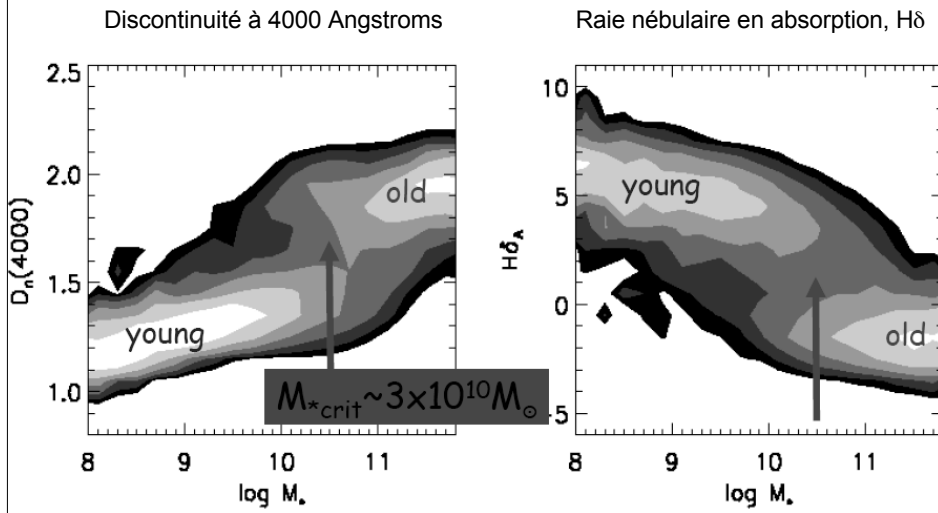 Discontinuité à 4000 Angstroms
Raie nébulaire en absorption, Hδ
2.5
2.0
1.5
1.0
Dₙ(4000)
old
young
M*crit~3x10¹⁰M☉
8 9 10 11
log M*
10
5
0
-5
Hδ_A
young
old
8 9 10 11
log M*